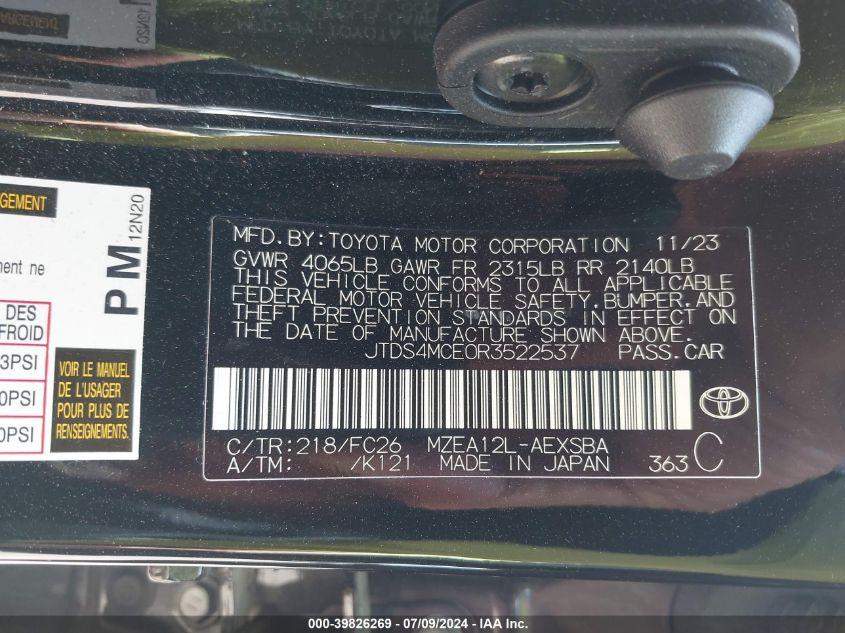 GEMENT
ment ne
DES
FROID
3PSI
0PSI
0PSI
PM
12N20
VOIR LE MANUEL
DE L'USAGER
POUR PLUS DE
RENSEIGNEMENTS.
MFD.BY:TOYOTA MOTOR CORPORATION 11/23
GVWR 4065LB GAWR FR 2315LB RR 2140LB
THIS VEHICLE CONFORMS TO ALL APPLICABLE
FEDERAL MOTOR VEHICLE SAFETY,BUMPER,AND
THEFT PREVENTION STANDARDS IN EFFECT ON
THE DATE OF MANUFACTURE SHOWN ABOVE.
JTDS4MCE0R3522537 PASS.CAR
C/TR:218/FC26 MZEA12L-AEXSBA
A/TM: /K121 MADE IN JAPAN 363 C
000-39826269 - 07/09/2024 - IAA, Inc.